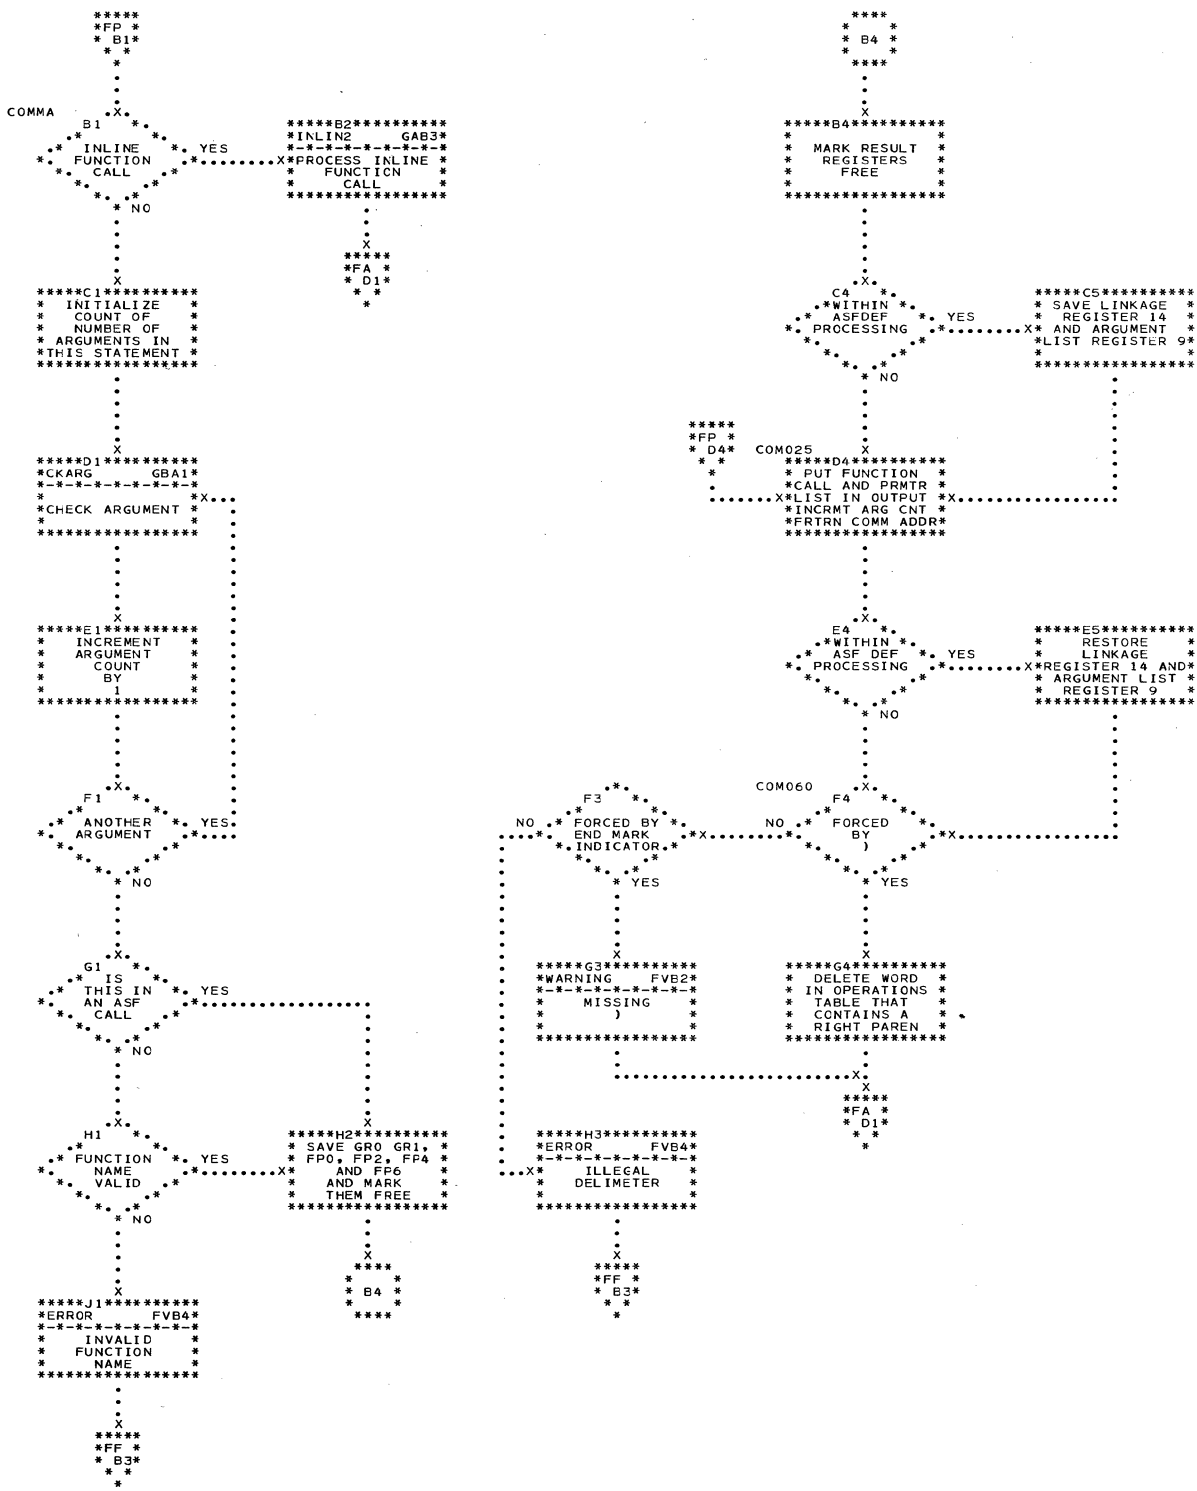 FP
B1
COMMA
B1
INLINE
FUNCTION
CALL
YES
NO
B2
INLIN2 GAB3
PROCESS INLINE
FUNCTION
CALL
FA
D1
C1
INITIALIZE
COUNT OF
NUMBER OF
ARGUMENTS IN
THIS STATEMENT
D1
CKARG GBA1
CHECK ARGUMENT
E1
INCREMENT
ARGUMENT
COUNT
BY
1
F1
ANOTHER
ARGUMENT
YES
NO
G1
IS
THIS IN
AN ASF
CALL
YES
NO
H1
FUNCTION
NAME
VALID
YES
NO
H2
SAVE GR0 GR1,
FP0, FP2, FP4
AND FP6
AND MARK
THEM FREE
B4
J1
ERROR FVB4
INVALID
FUNCTION
NAME
FF
B3
B4
B4
MARK RESULT
REGISTERS
FREE
C4
WITHIN
ASFDEF
PROCESSING
YES
NO
C5
SAVE LINKAGE
REGISTER 14
AND ARGUMENT
LIST REGISTER 9
FP
D4
COM025
D4
PUT FUNCTION
CALL AND PRMTR
LIST IN OUTPUT
INCRMT ARG CNT
FRTRN COMM ADDR
E4
WITHIN
ASF DEF
PROCESSING
YES
NO
E5
RESTORE
LINKAGE
REGISTER 14 AND
ARGUMENT LIST
REGISTER 9
COM060
F4
FORCED
BY
)
NO
YES
F3
FORCED BY
END MARK
INDICATOR
NO
YES
G3
WARNING FVB2
MISSING
)
G4
DELETE WORD
IN OPERATIONS
TABLE THAT
CONTAINS A
RIGHT PAREN
FA
D1
H3
ERROR FVB4
ILLEGAL
DELIMETER
FF
B3